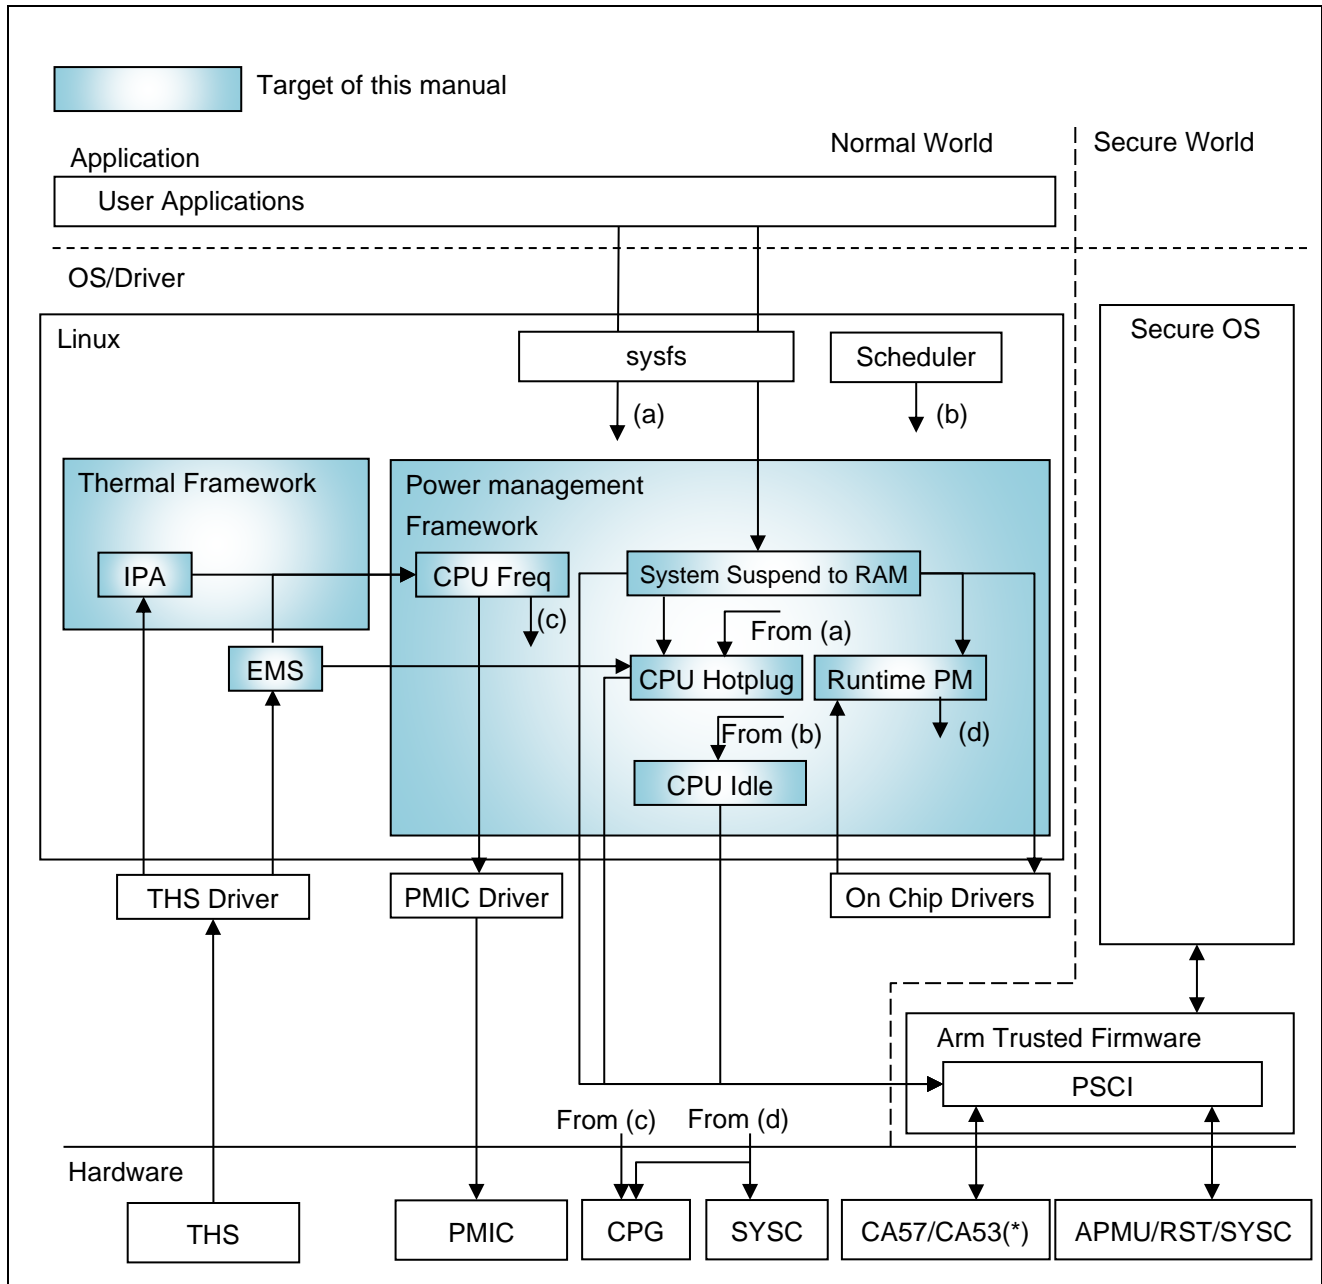 Target of this manual
Normal World
Secure World
Application
User Applications
OS/Driver
Linux
sysfs
Scheduler
Secure OS
(a)
(b)
Thermal Framework
Power management
Framework
IPA
CPU Freq
System Suspend to RAM
(c)
From (a)
EMS
CPU Hotplug
Runtime PM
From (b)
(d)
CPU Idle
THS Driver
PMIC Driver
On Chip Drivers
Arm Trusted Firmware
PSCI
From (c)
From (d)
Hardware
THS
PMIC
CPG
SYSC
CA57/CA53(*)
APMU/RST/SYSC